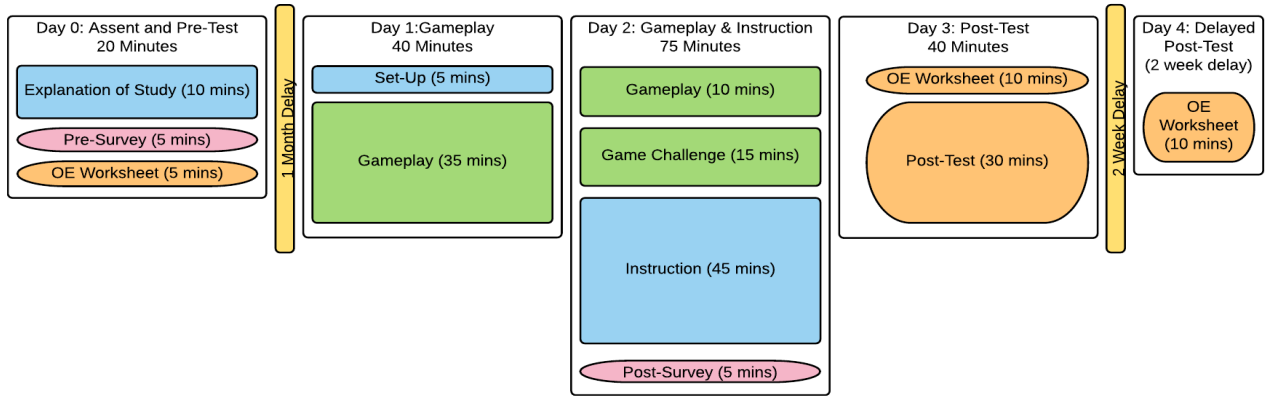 Day 0: Assent and Pre-Test
20 Minutes
Explanation of Study (10 mins)
Pre-Survey (5 mins)
OE Worksheet (5 mins)
1 Month Delay
Day 1:Gameplay
40 Minutes
Set-Up (5 mins)
Gameplay (35 mins)
Day 2: Gameplay & Instruction
75 Minutes
Gameplay (10 mins)
Game Challenge (15 mins)
Instruction (45 mins)
Post-Survey (5 mins)
Day 3: Post-Test
40 Minutes
OE Worksheet (10 mins)
Post-Test (30 mins)
2 Week Delay
Day 4: Delayed
Post-Test
(2 week delay)
OE
Worksheet
(10 mins)